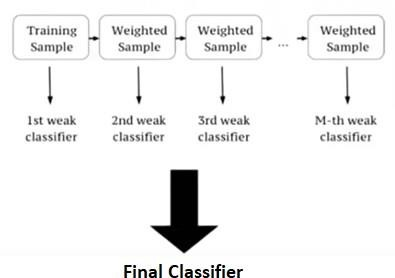 Training Sample
Weighted Sample
Weighted Sample
...
Weighted Sample
1st weak classifier
2nd weak classifier
3rd weak classifier
M-th weak classifier
Final Classifier